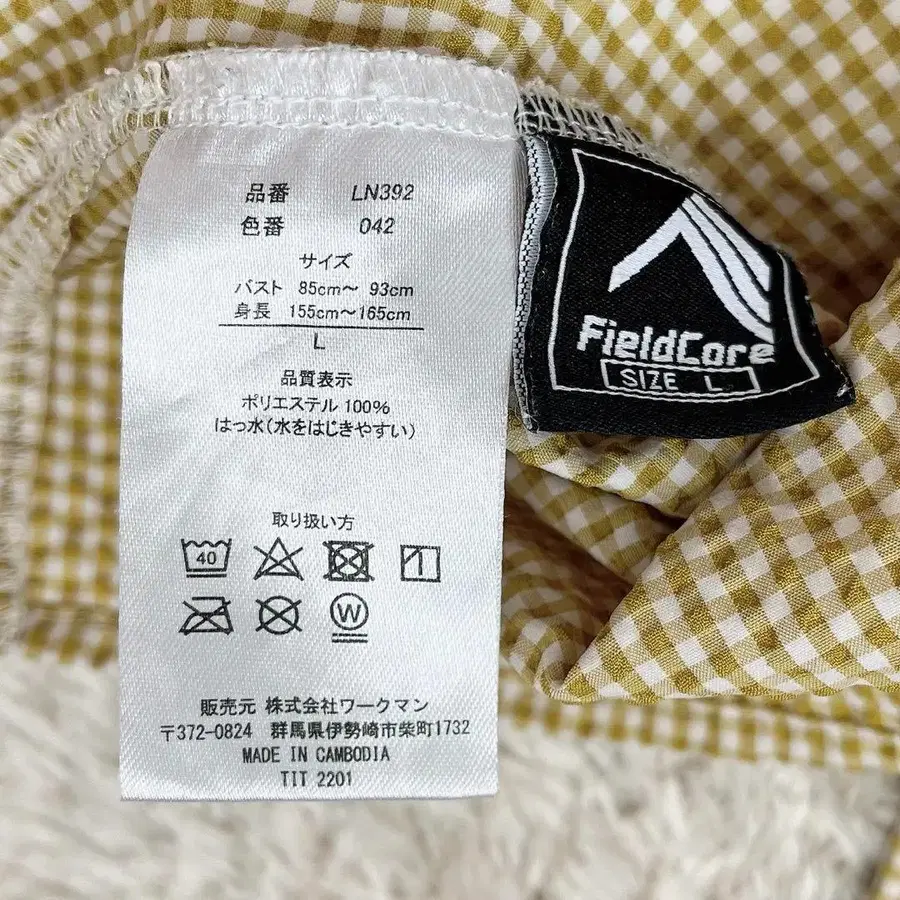 品番 LN392
色番 042
サイズ
バスト 85cm～ 93cm
身長 155cm～165cm
L
品質表示
ポリエステル 100%
はっ水(水をはじきやすい)
取り扱い方
40
W
販売元 株式会社ワークマン
〒372-0824 群馬県伊勢崎市柴町1732
MADE IN CAMBODIA
TIT 2201
FieldCore
SIZE L